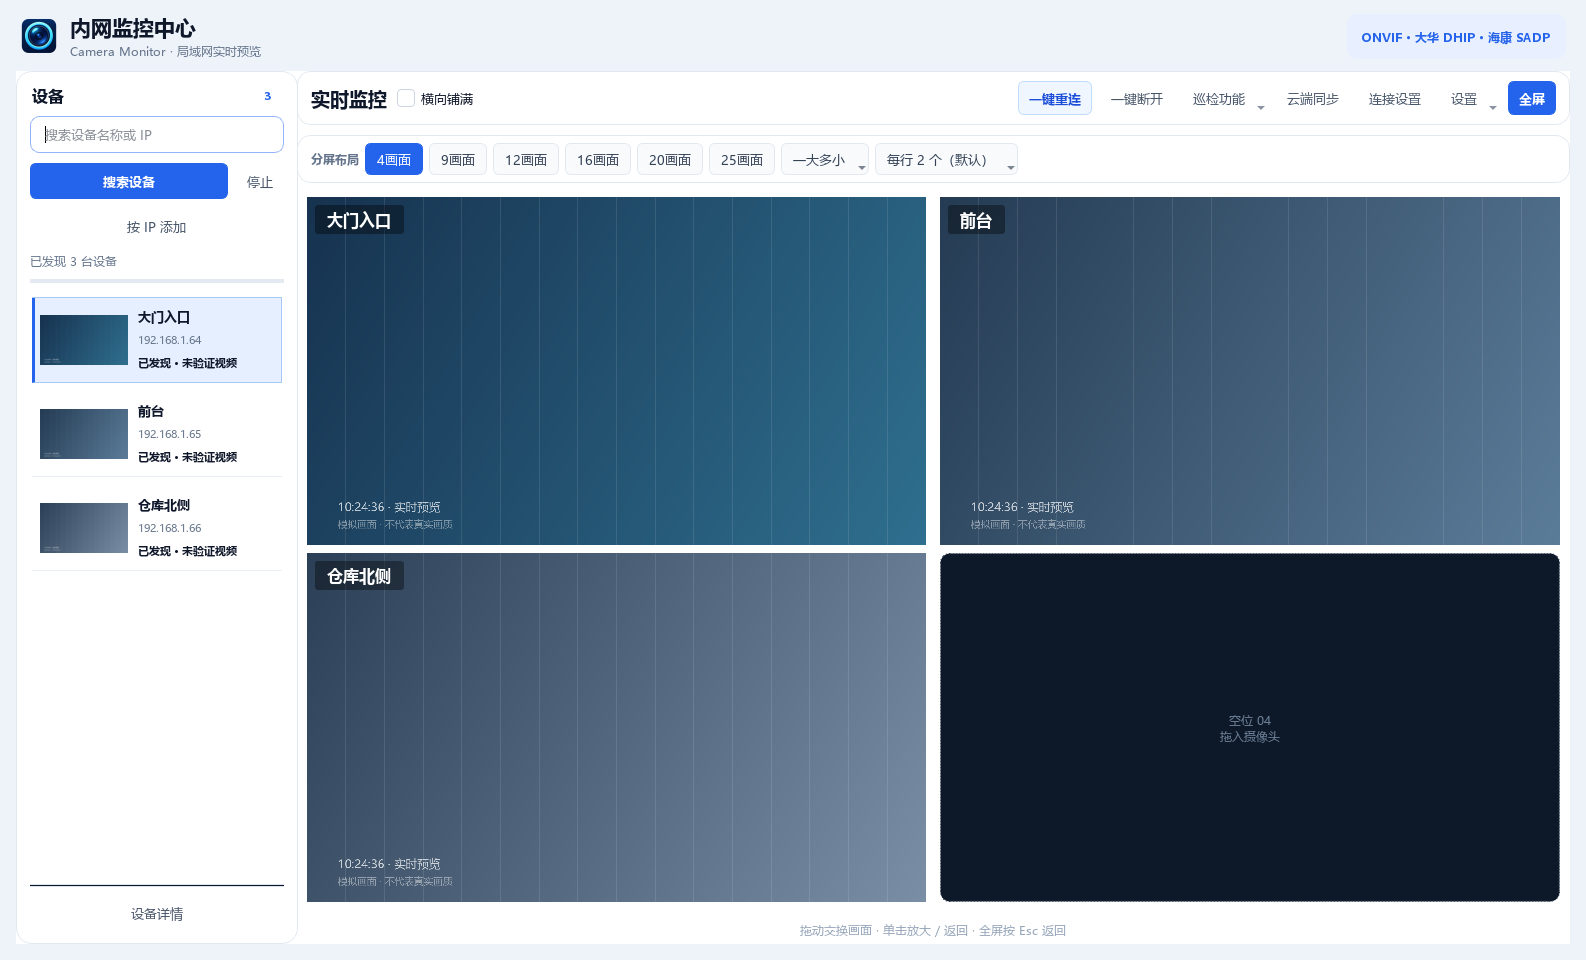 内网监控中心
Camera Monitor · 局域网实时预览
ONVIF • 大华 DHIP • 海康 SADP
设备
3
搜索设备名称或 IP
搜索设备
停止
按 IP 添加
已发现 3 台设备
大门入口
192.168.1.64
已发现 • 未验证视频
前台
192.168.1.65
已发现 • 未验证视频
仓库北侧
192.168.1.66
已发现 • 未验证视频
设备详情
实时监控
横向铺满
一键重连
一键断开
巡检功能
云端同步
连接设置
设置
全屏
分屏布局
4画面
9画面
12画面
16画面
20画面
25画面
一大多小
每行 2 个（默认）
大门入口
10:24:36 · 实时预览
模拟画面 · 不代表真实画质
前台
10:24:36 · 实时预览
模拟画面 · 不代表真实画质
仓库北侧
10:24:36 · 实时预览
模拟画面 · 不代表真实画质
空位 04
拖入摄像头
拖动交换画面 · 单击放大 / 返回 · 全屏按 Esc 返回